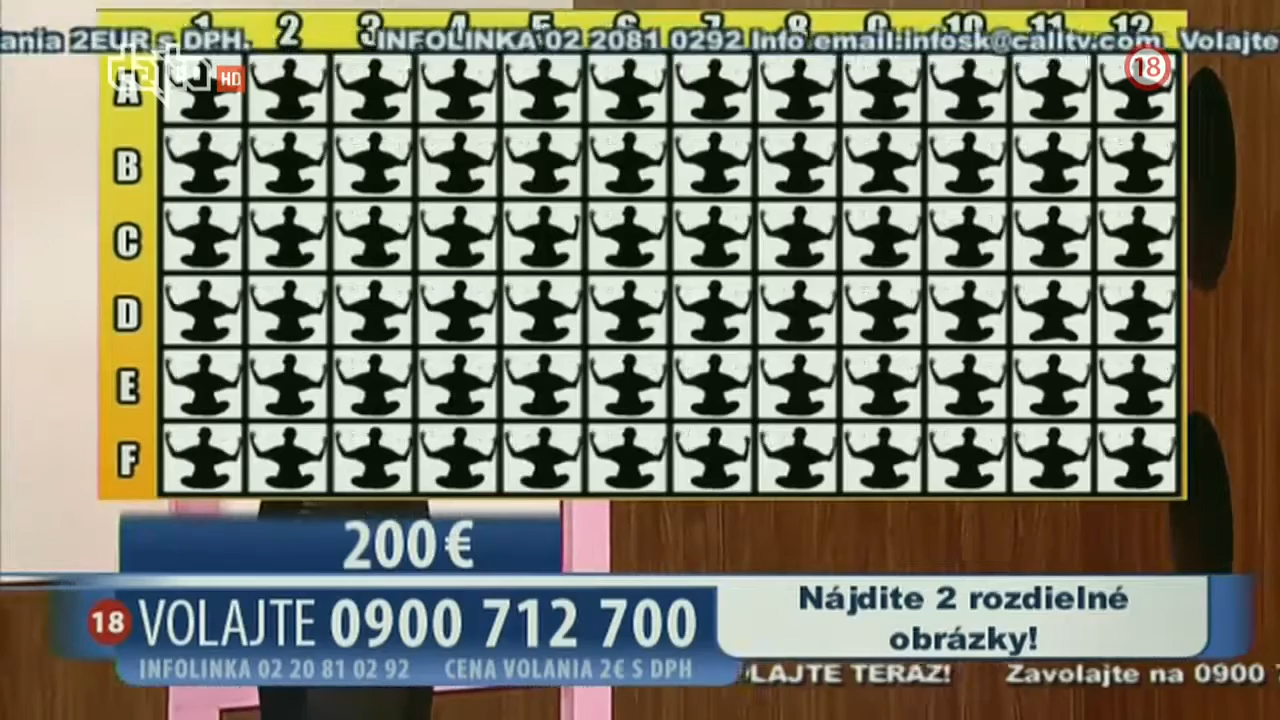 ania 2EUR s DPH. INFOLINKA 02 2081 0292 Info email:infosk@calltv.com Volajte
1 2 3 4 5 6 7 8 9 10 11 12
18
HD
A
B
C
D
E
F
200 €
18 VOLAJTE 0900 712 700
INFOLINKA 02 20 81 02 92 CENA VOLANIA 2€ S DPH
Nájdite 2 rozdielné
obrázky!
LAJTE TERAZ! Zavolajte na 0900